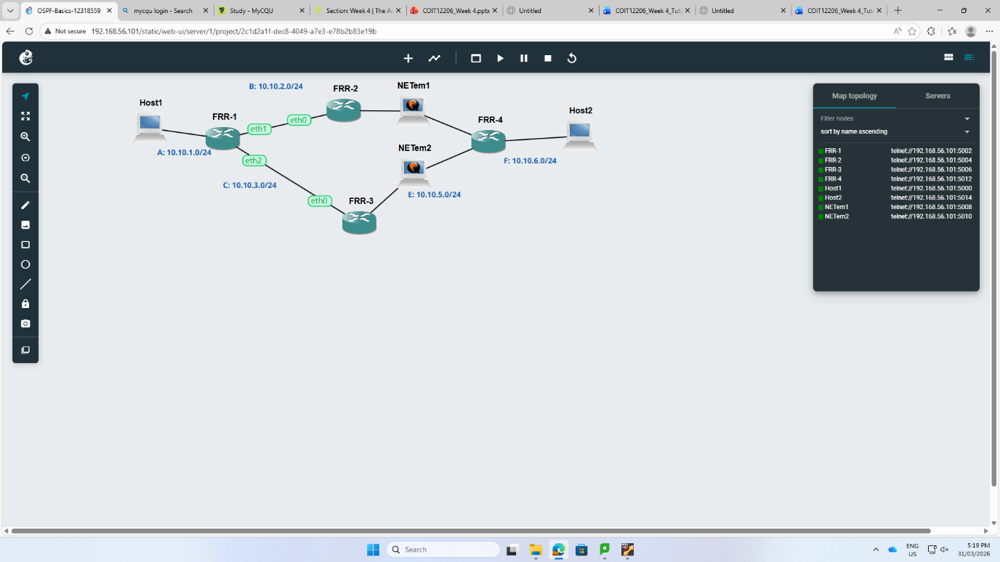 OSPF-Basics-12318559
mycqu login - Search
Study - MyCQU
Section: Week 4 | The Ac
COIT12206_Week 4.pptx
Untitled
COIT12206_Week 4_Tuto
Untitled
COIT12206_Week 4_Tuto
Not secure
192.168.56.101/static/web-ui/server/1/project/2c1d2a1f-dec8-4049-a7e3-e78b2b83e19b
B: 10.10.2.0/24
FRR-2
NETem1
Host1
FRR-1
eth0
eth1
FRR-4
Host2
A: 10.10.1.0/24
eth2
NETem2
F: 10.10.6.0/24
C: 10.10.3.0/24
E: 10.10.5.0/24
eth0
FRR-3
Map topology
Servers
Filter nodes
sort by name ascending
FRR-1 telnet://192.168.56.101:5002
FRR-2 telnet://192.168.56.101:5004
FRR-3 telnet://192.168.56.101:5006
FRR-4 telnet://192.168.56.101:5012
Host1 telnet://192.168.56.101:5000
Host2 telnet://192.168.56.101:5014
NETem1 telnet://192.168.56.101:5008
NETem2 telnet://192.168.56.101:5010
Search
ENG
US
5:19 PM
31/03/2026